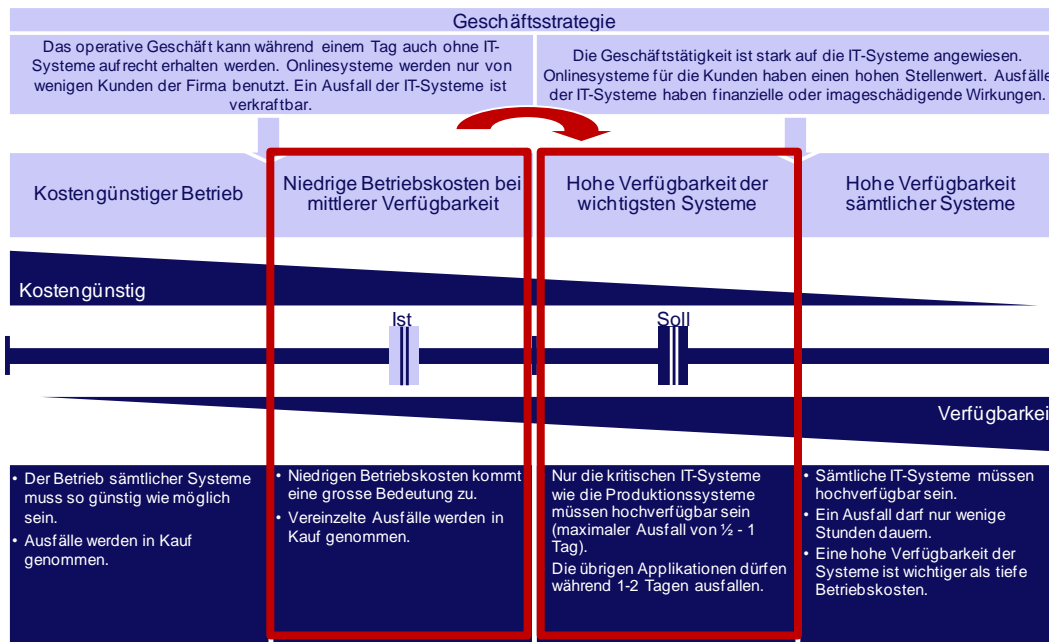 Geschäftsstrategie
Das operative Geschäft kann während einem Tag auch ohne IT-
Systeme aufrecht erhalten werden. Onlinesysteme werden nur von
wenigen Kunden der Firma benutzt. Ein Ausfall der IT-Systeme ist
verkraftbar.
Die Geschäftstätigkeit ist stark auf die IT-Systeme angewiesen.
Onlinesysteme für die Kunden haben einen hohen Stellenwert. Ausfälle
der IT-Systeme haben finanzielle oder imageschädigende Wirkungen.
Kostengünstiger Betrieb
Niedrige Betriebskosten bei
mittlerer Verfügbarkeit
Hohe Verfügbarkeit der
wichtigsten Systeme
Hohe Verfügbarkeit
sämtlicher Systeme
Kostengünstig
Ist
Soll
Verfügbarkei
• Der Betrieb sämtlicher Systeme
muss so günstig wie möglich
sein.
• Ausfälle werden in Kauf
genommen.
• Niedrigen Betriebskosten kommt
eine grosse Bedeutung zu.
• Vereinzelte Ausfälle werden in
Kauf genommen.
Nur die kritischen IT-Systeme
wie die Produktionssysteme
müssen hochverfügbar sein
(maximaler Ausfall von ½ - 1
Tag).
Die übrigen Applikationen dürfen
während 1-2 Tagen ausfallen.
• Sämtliche IT-Systeme müssen
hochverfügbar sein.
• Ein Ausfall darf nur wenige
Stunden dauern.
• Eine hohe Verfügbarkeit der
Systeme ist wichtiger als tiefe
Betriebskosten.